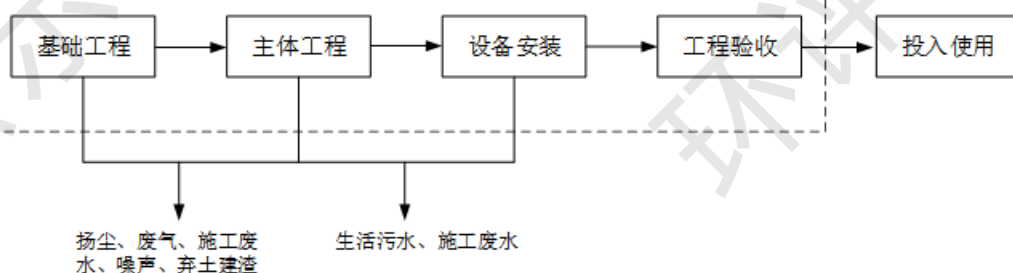 基础工程
主体工程
设备安装
工程验收
投入使用
扬尘、废气、施工废
水、噪声、弃土建渣
生活污水、施工废水